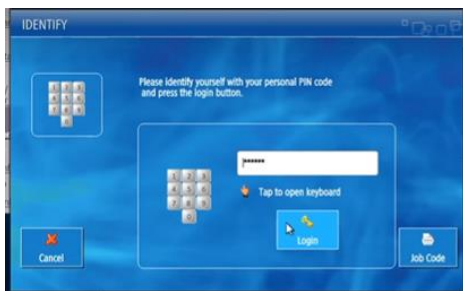 IDENTIFY
Please identify yourself with your personal PIN code
and press the login button.
******
Tap to open keyboard
Login
Cancel
Job Code